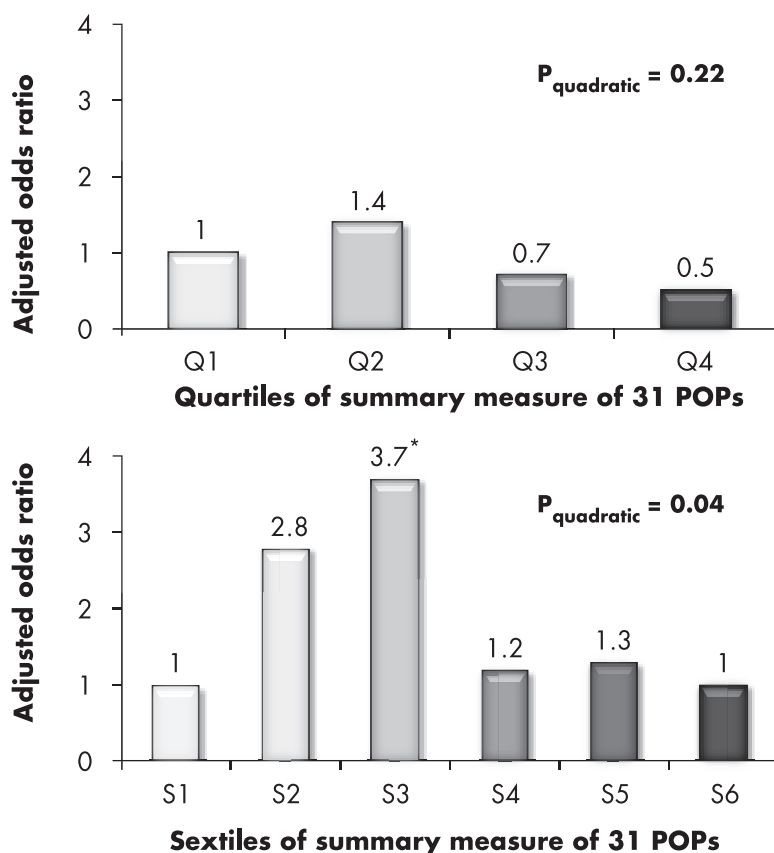 4
P_quadratic = 0.22
3
2
1.4
1
1
0.7
0.5
0
Adjusted odds ratio
Q1 Q2 Q3 Q4
Quartiles of summary measure of 31 POPs
4
3.7*
P_quadratic = 0.04
3
2.8
2
1.2
1.3
1
1
1
0
Adjusted odds ratio
S1 S2 S3 S4 S5 S6
Sextiles of summary measure of 31 POPs